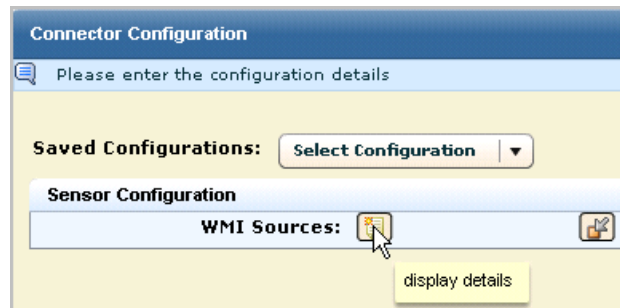 Connector Configuration
Please enter the configuration details
Saved Configurations: Select Configuration
Sensor Configuration
WMI Sources:
display details